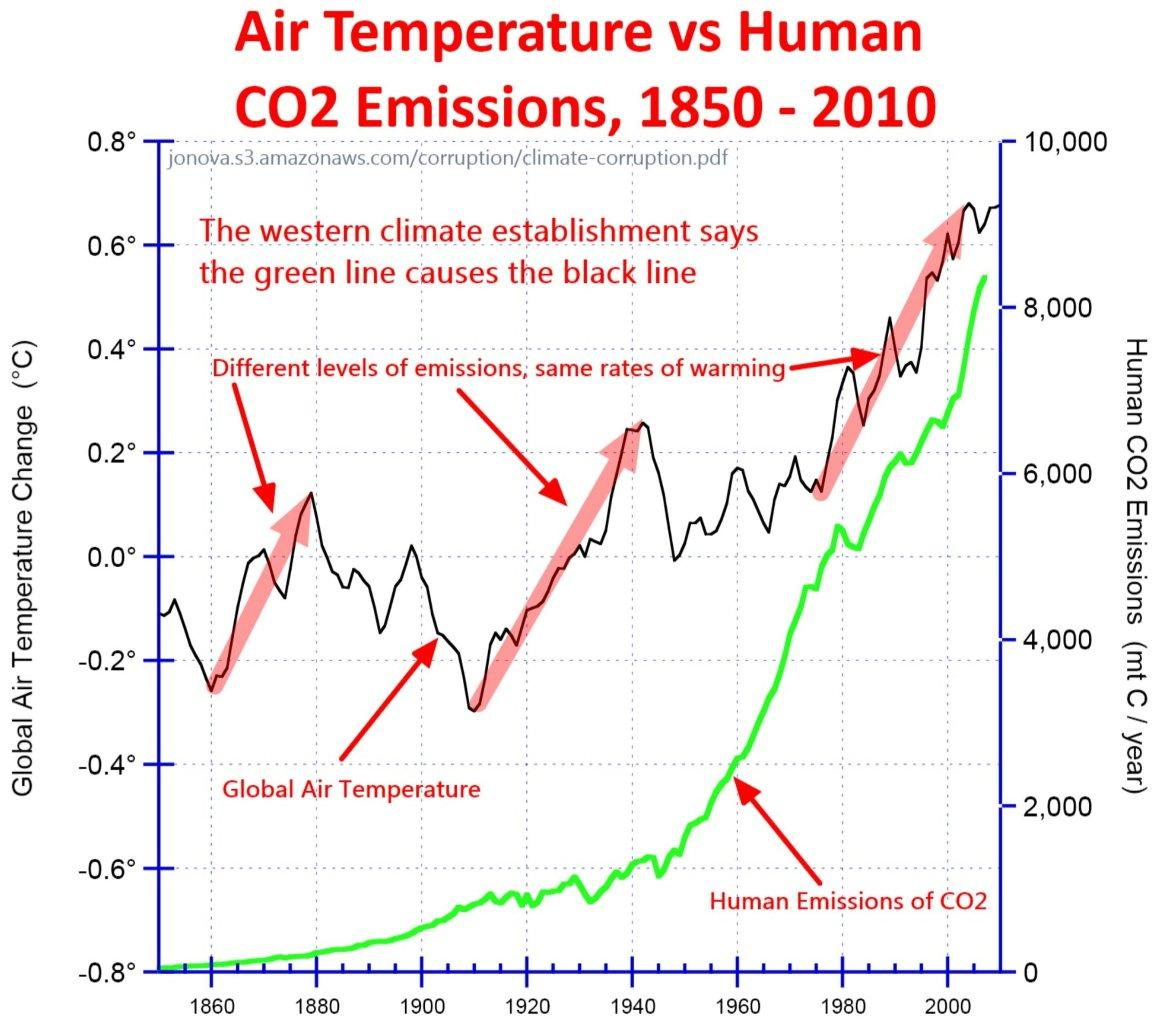 Air Temperature vs Human
CO2 Emissions, 1850 - 2010
0.8°
10,000
jonova.s3.amazonaws.com/corruption/climate-corruption.pdf
The western climate establishment says
the green line causes the black line
0.6°
8,000
Different levels of emissions, same rates of warming
0.4°
0.2°
6,000
0.0°
-0.2°
4,000
-0.4°
Global Air Temperature
2,000
-0.6°
Human Emissions of CO2
-0.8°
0
1860
1880
1900
1920
1940
1960
1980
2000
Global Air Temperature Change (°C)
Human CO2 Emissions (mt C / year)